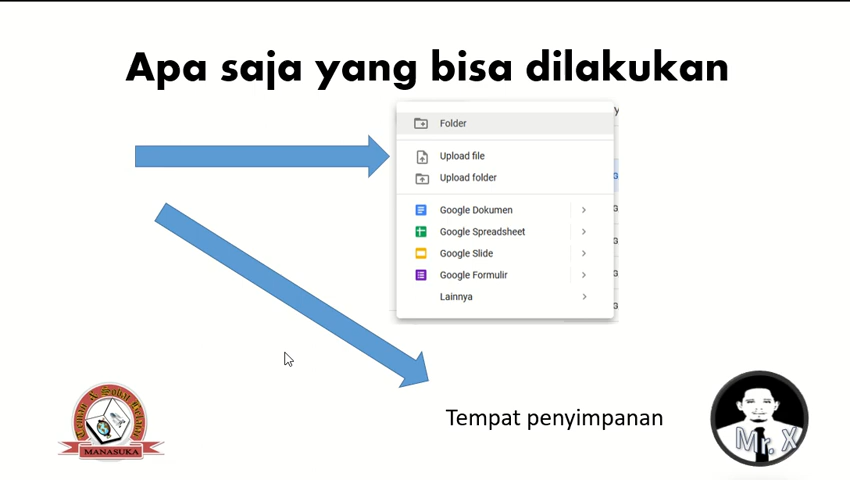 Apa saja yang bisa dilakukan
Folder
Upload file
Upload folder
Google Dokumen
Google Spreadsheet
Google Slide
Google Formulir
Lainnya
Tempat penyimpanan
MANASUKA
Mr. X